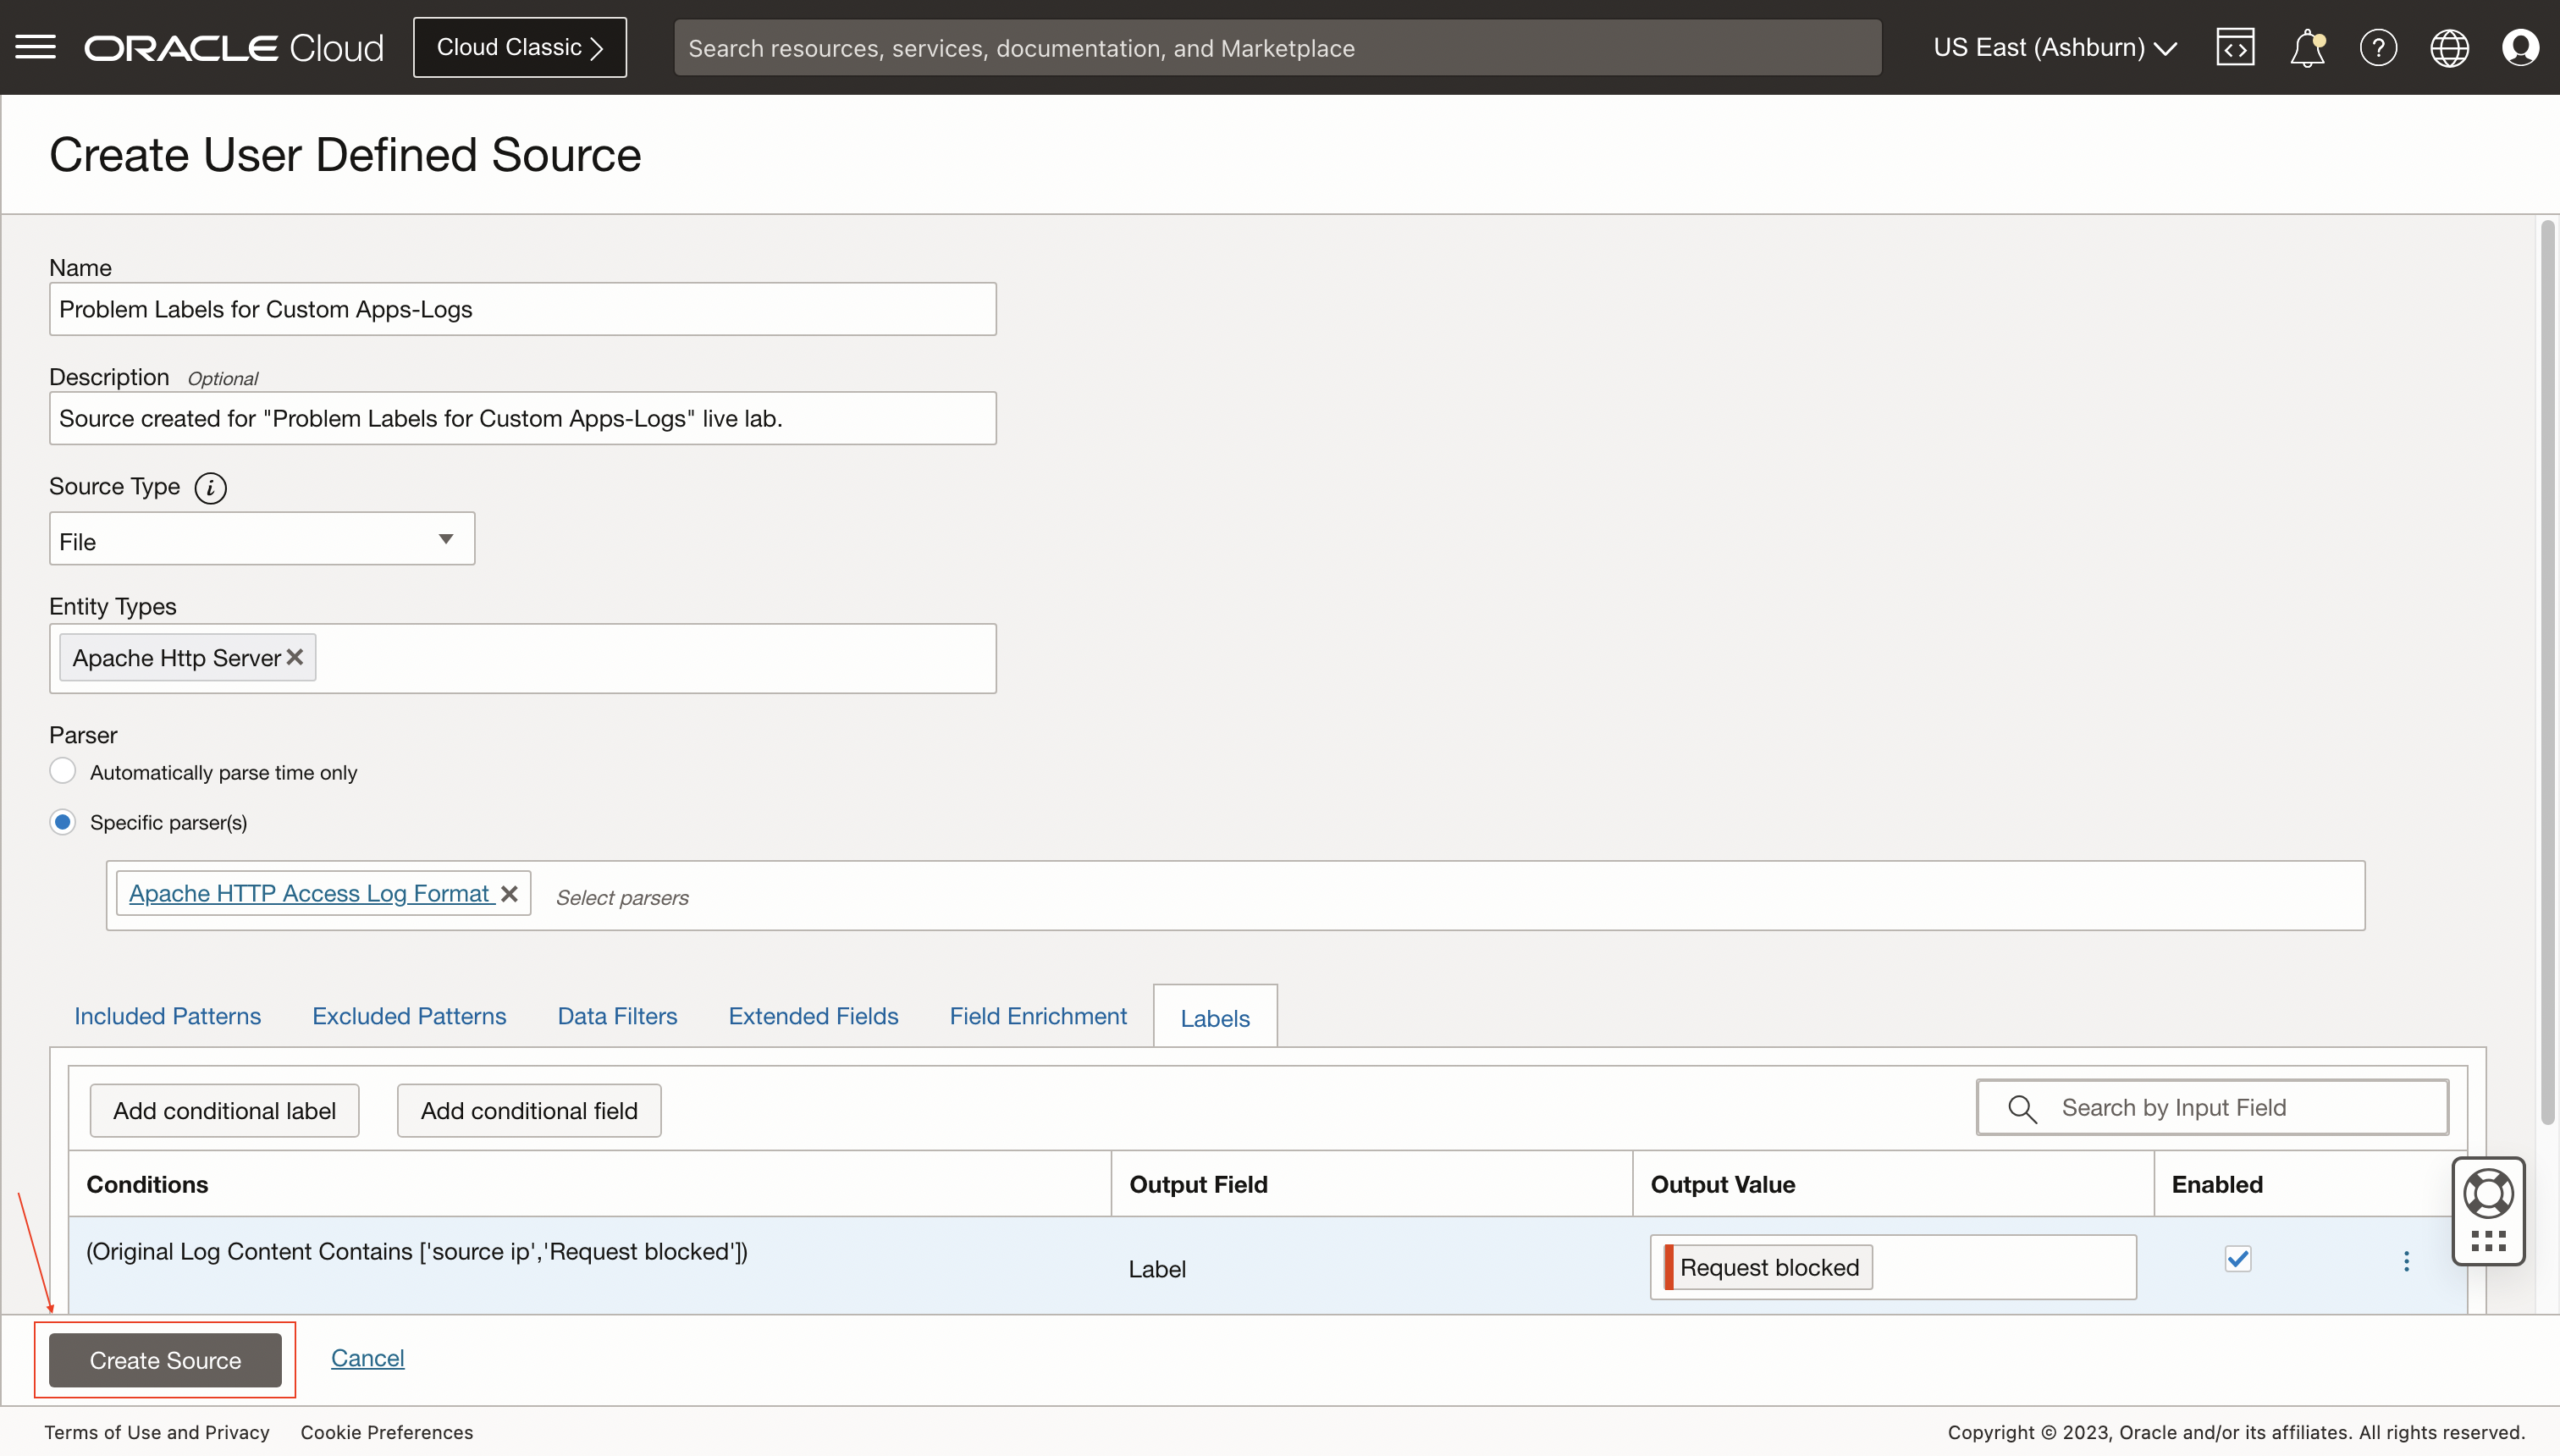 ORACLE Cloud
Cloud Classic
Search resources, services, documentation, and Marketplace
US East (Ashburn)
Create User Defined Source
Name
Problem Labels for Custom Apps-Logs
Description Optional
Source created for "Problem Labels for Custom Apps-Logs" live lab.
Source Type
File
Entity Types
Apache Http Server
Parser
Automatically parse time only
Specific parser(s)
Apache HTTP Access Log Format Select parsers
Included Patterns Excluded Patterns Data Filters Extended Fields Field Enrichment Labels
Add conditional label Add conditional field Search by Input Field
Conditions Output Field Output Value Enabled
(Original Log Content Contains ['source ip','Request blocked']) Label Request blocked
Create Source Cancel
Terms of Use and Privacy Cookie Preferences Copyright © 2023, Oracle and/or its affiliates. All rights reserved.